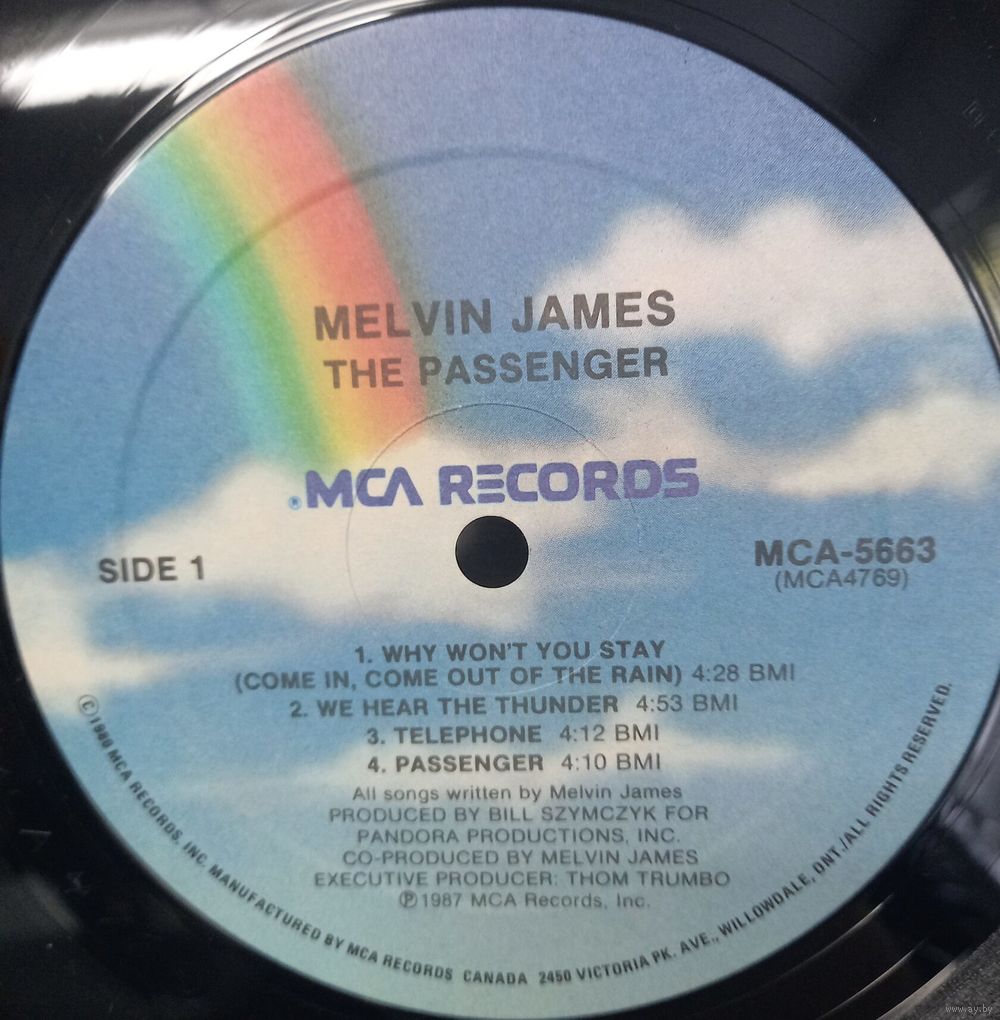 MELVIN JAMES
THE PASSENGER
®MCA RECORDS
SIDE 1
MCA-5663
(MCA4769)
1. WHY WON'T YOU STAY
(COME IN, COME OUT OF THE RAIN) 4:28 BMI
2. WE HEAR THE THUNDER 4:53 BMI
3. TELEPHONE 4:12 BMI
4. PASSENGER 4:10 BMI
All songs written by Melvin James
PRODUCED BY BILL SZYMCZYK FOR
PANDORA PRODUCTIONS, INC.
CO-PRODUCED BY MELVIN JAMES
EXECUTIVE PRODUCER: THOM TRUMBO
℗1987 MCA Records, Inc.
MCA RECORDS, INC. MANUFACTURED BY MCA RECORDS CANADA 2450 VICTORIA PK. AVE., WILLOWDALE, ONT./ALL RIGHTS RESERVED.
www.ay.by